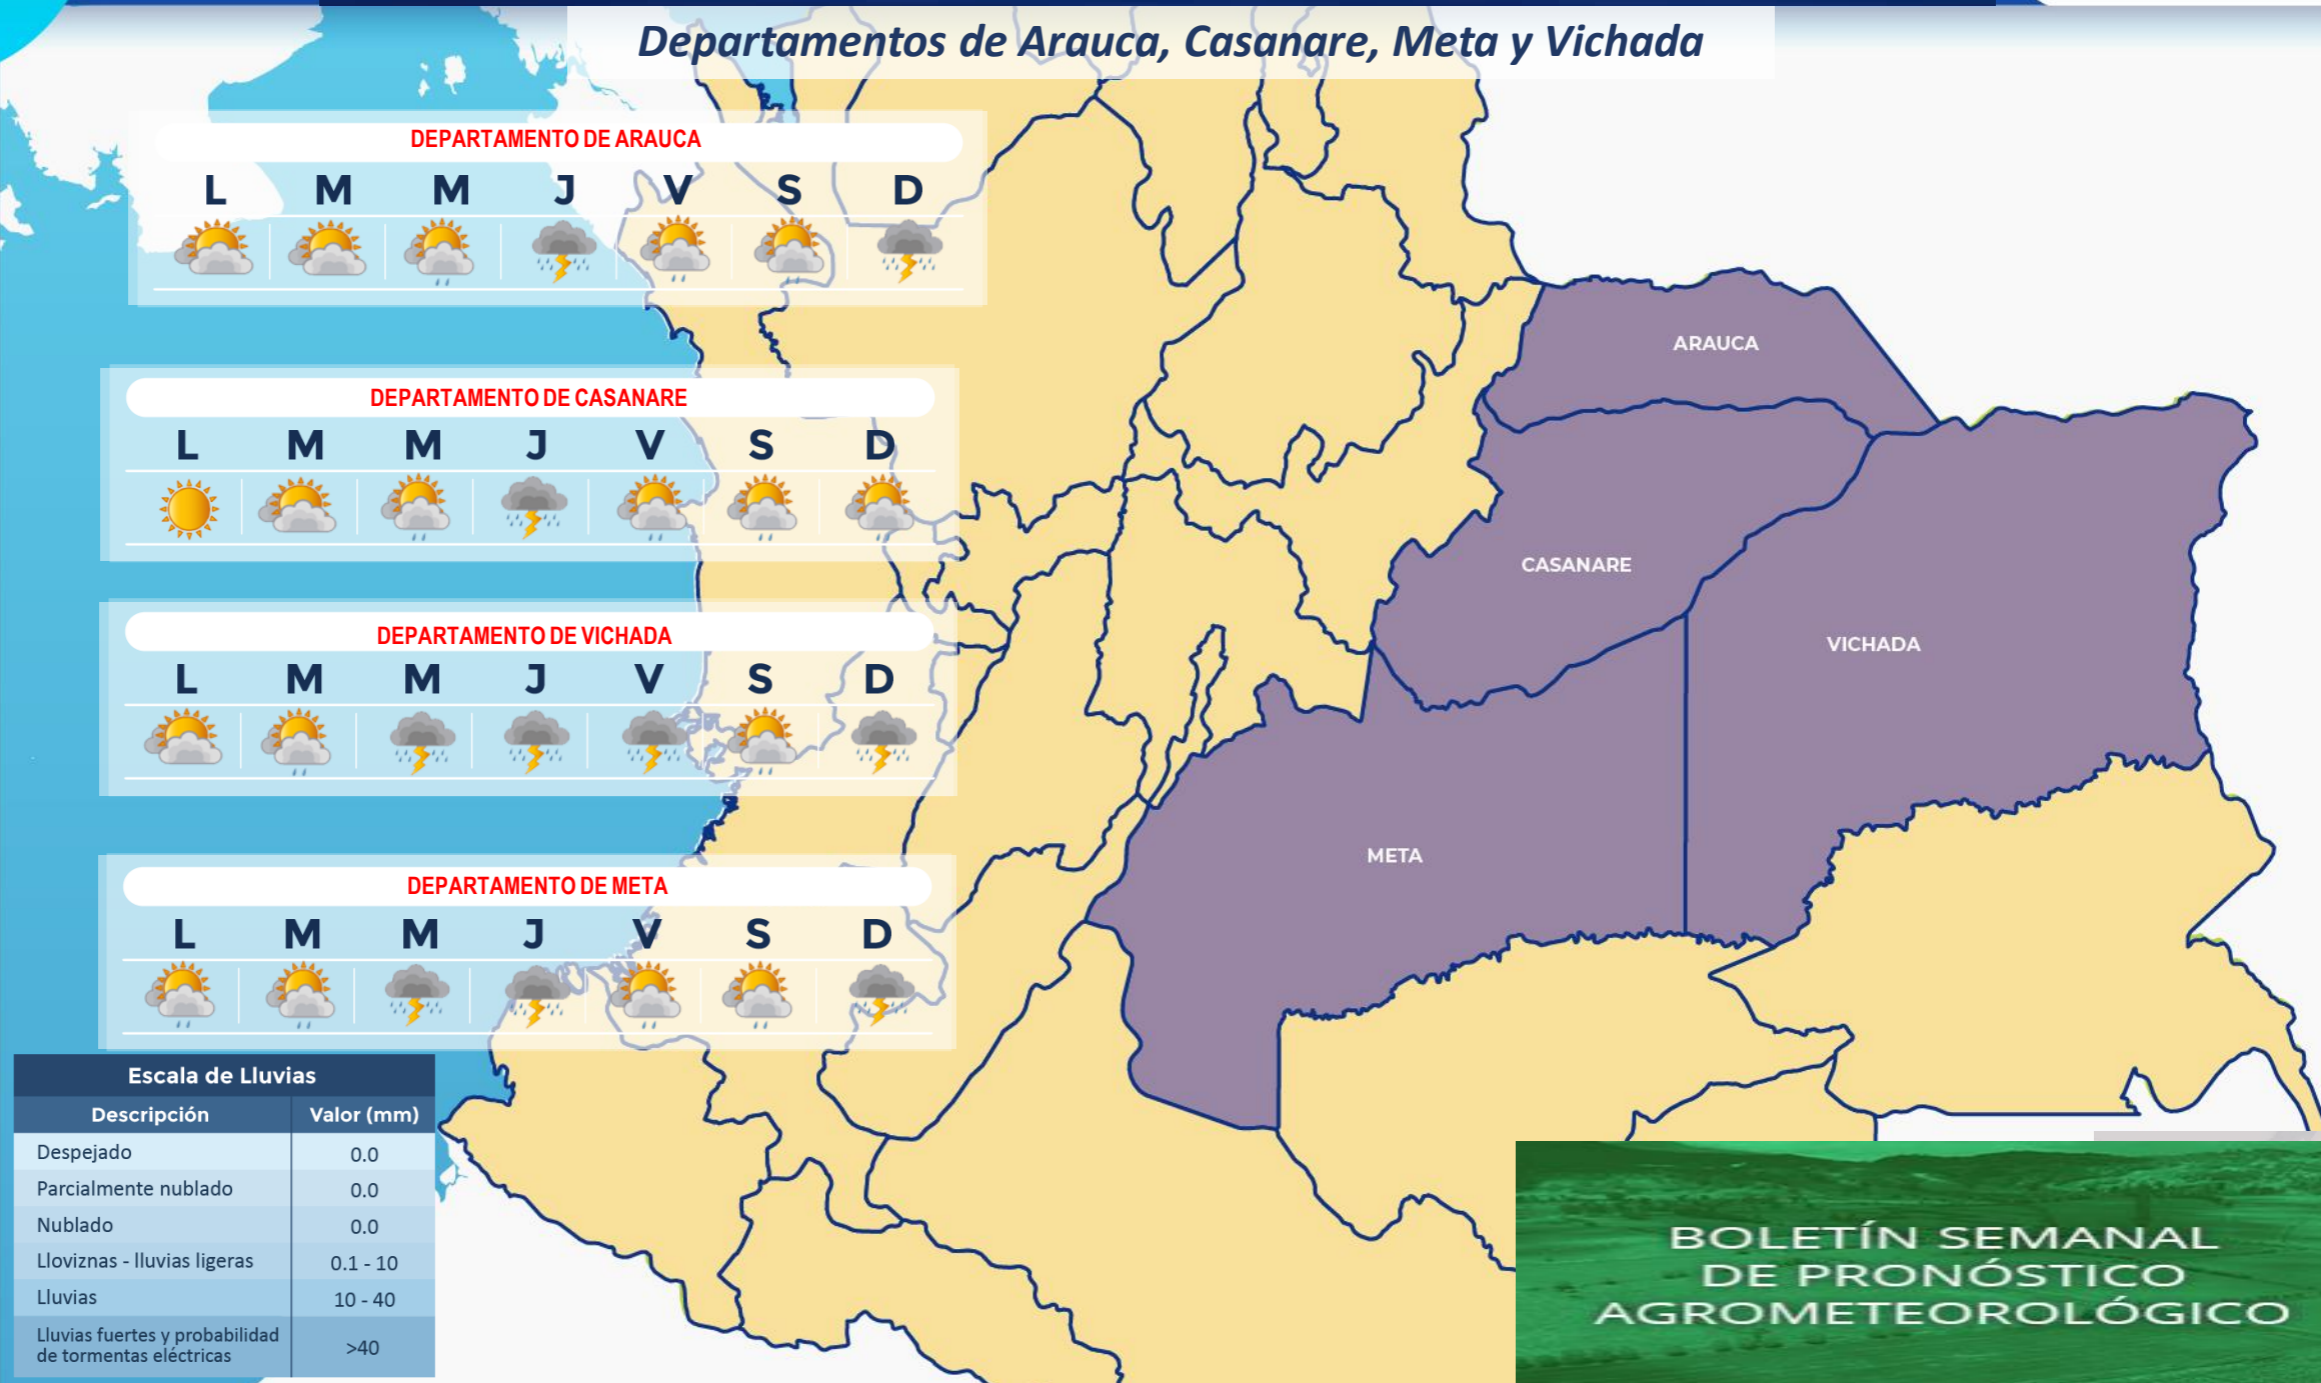 Departamentos de Arauca, Casanare, Meta y Vichada
DEPARTAMENTO DE ARAUCA
L M M J V S D
DEPARTAMENTO DE CASANARE
L M M J V S D
DEPARTAMENTO DE VICHADA
L M M J V S D
DEPARTAMENTO DE META
L M M J V S D
ARAUCA
CASANARE
VICHADA
META
Escala de Lluvias
Descripción Valor (mm)
Despejado 0.0
Parcialmente nublado 0.0
Nublado 0.0
Lloviznas - lluvias ligeras 0.1 - 10
Lluvias 10 - 40
Lluvias fuertes y probabilidad
de tormentas eléctricas >40
BOLETÍN SEMANAL
DE PRONÓSTICO
AGROMETEOROLÓGICO